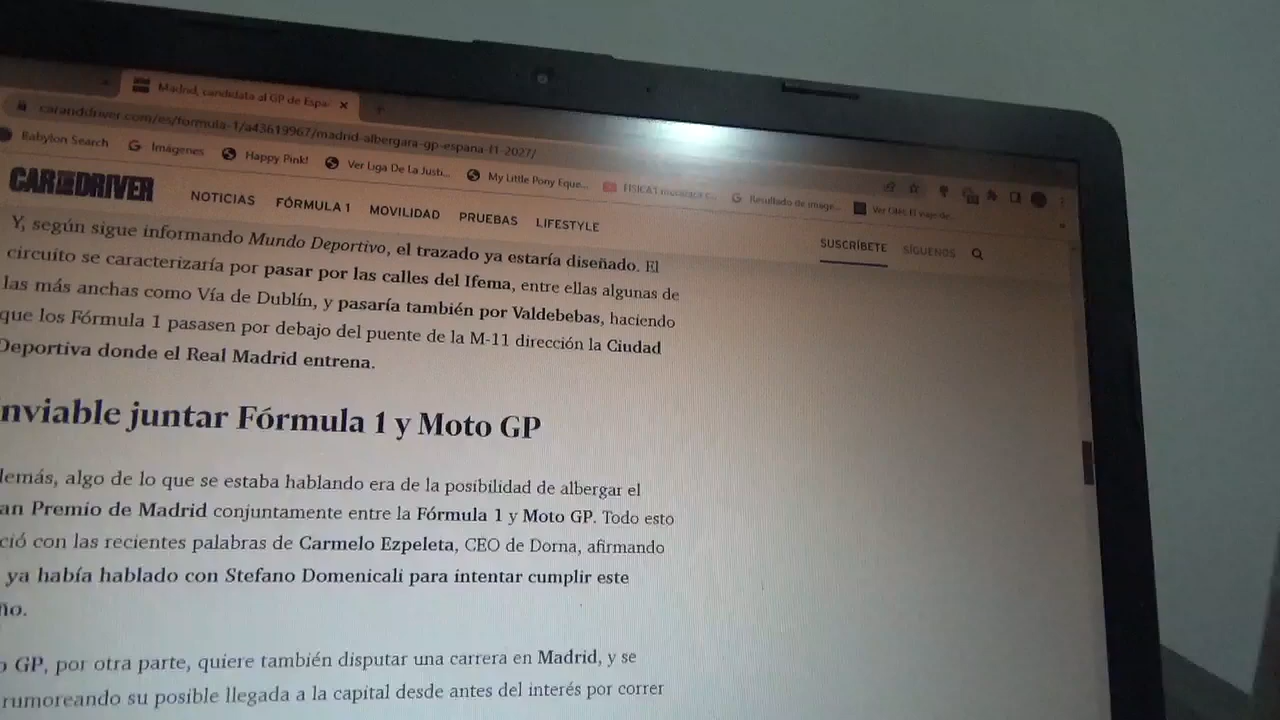 Madrid, candidata al GP de Espa
caranddriver.com/es/formula-1/a43619967/madrid-albergara-gp-espana-f1-2027/
Babylon Search
Imágenes
Happy Pink!
Ver Liga De La Justi...
My Little Pony Eque...
Resultado de image...
CAR AND DRIVER
NOTICIAS
FÓRMULA 1
MOVILIDAD
PRUEBAS
LIFESTYLE
SUSCRÍBETE
SÍGUENOS
Y, según sigue informando Mundo Deportivo, el trazado ya estaría diseñado. El
circuito se caracterizaría por pasar por las calles del Ifema, entre ellas algunas de
las más anchas como Vía de Dublín, y pasaría también por Valdebebas, haciendo
que los Fórmula 1 pasasen por debajo del puente de la M-11 dirección la Ciudad
Deportiva donde el Real Madrid entrena.
nviable juntar Fórmula 1 y Moto GP
demás, algo de lo que se estaba hablando era de la posibilidad de albergar el
an Premio de Madrid conjuntamente entre la Fórmula 1 y Moto GP. Todo esto
ció con las recientes palabras de Carmelo Ezpeleta, CEO de Dorna, afirmando
ya había hablado con Stefano Domenicali para intentar cumplir este
ño.
o GP, por otra parte, quiere también disputar una carrera en Madrid, y se
rumoreando su posible llegada a la capital desde antes del interés por correr